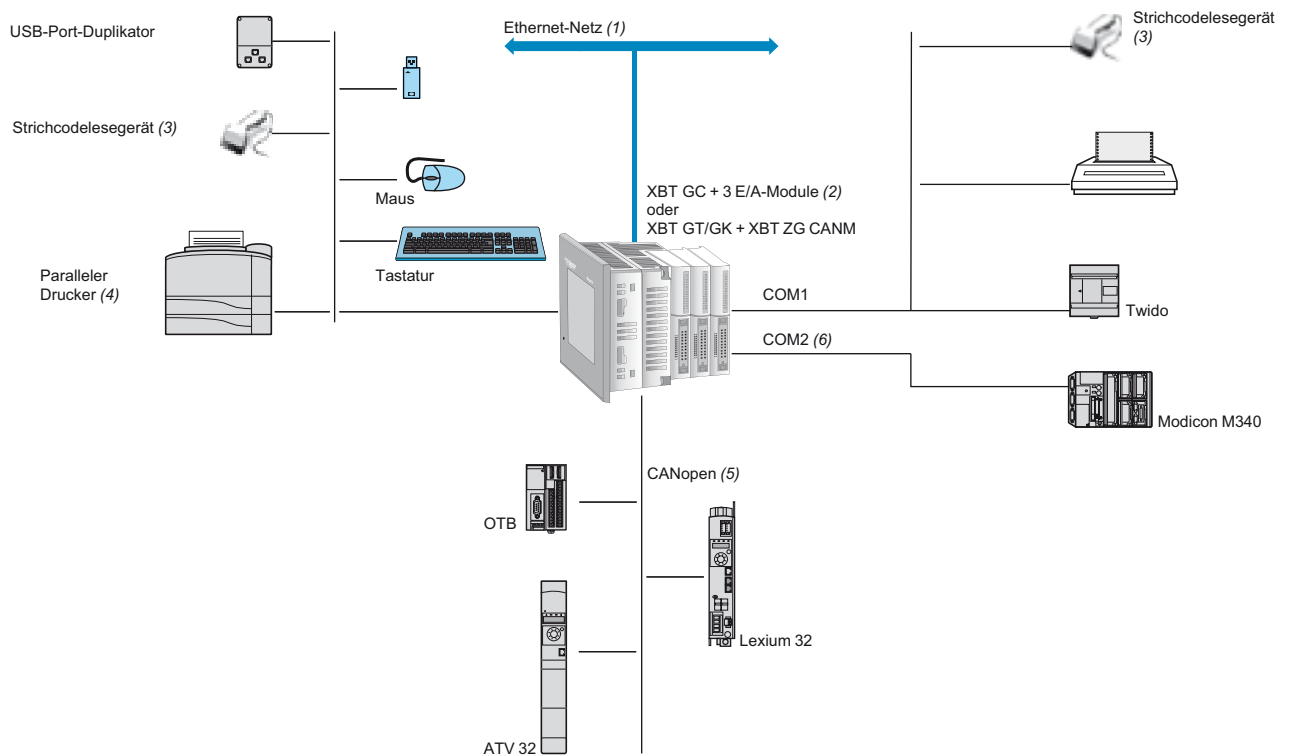 USB-Port-Duplikator
Ethernet-Netz (1)
Strichcodelesegerät
(3)
Strichcodelesegerät (3)
Maus
XBT GC + 3 E/A-Module (2)
oder
XBT GT/GK + XBT ZG CANM
Tastatur
Paralleler
Drucker (4)
COM1
Twido
COM2 (6)
Modicon M340
CANopen (5)
OTB
Lexium 32
ATV 32